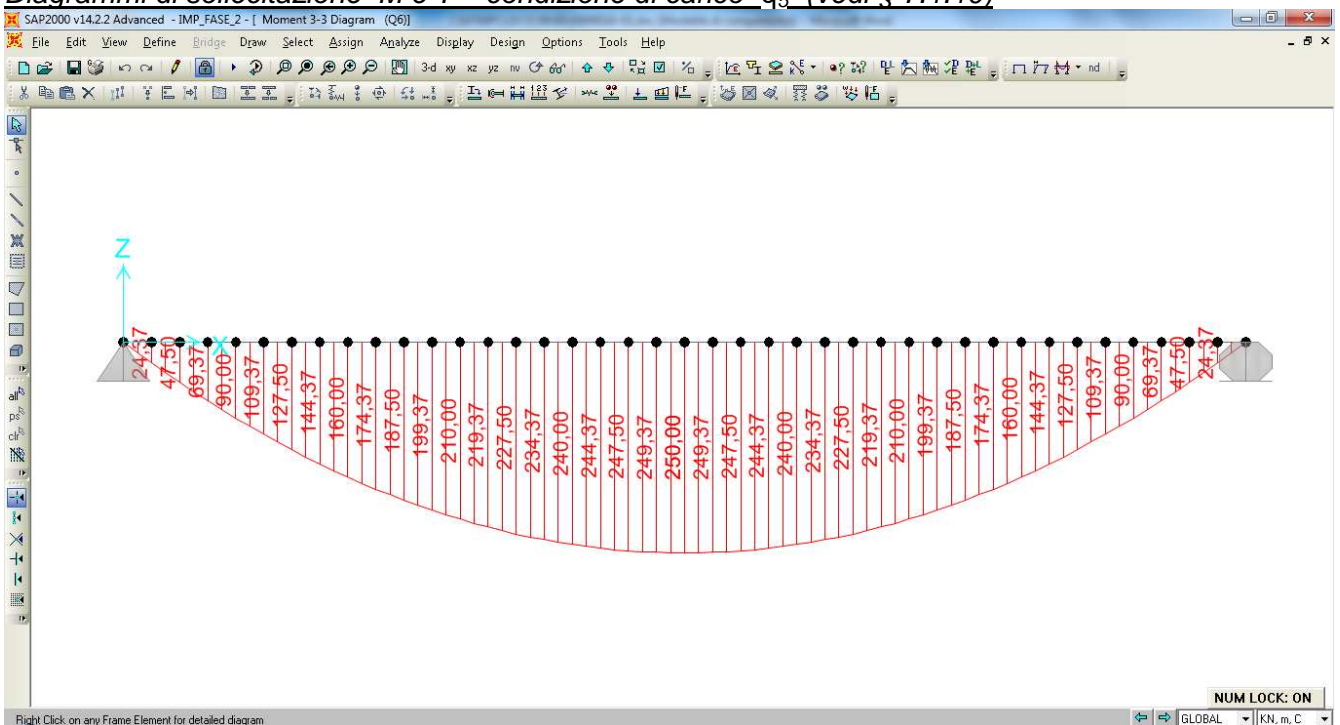 Diagrammi di sollecitazione M e T condizione di carico q5 (vedi §
SAP2000 v14.2.2 Advanced - IMP_FASE_2 - [ Moment 3-3 Diagram (Q6)]
File Edit View Define Bridge Draw Select Assign Analyze Display Design Options Tools Help
3-d xy xz yz nv nd
all
ps
clr
Z
X
24,37 47,50 69,37 90,00 109,37 127,50 144,37 160,00 174,37 187,50 199,37 210,00 219,37 227,50 234,37 240,00 244,37 247,50 249,37 250,00 249,37 247,50 244,37 240,00 234,37 227,50 219,37 210,00 199,37 187,50 174,37 160,00 144,37 127,50 109,37 90,00 69,37 47,50 24,37
NUM LOCK: ON
Right Click on any Frame Element for detailed diagram GLOBAL KN, m, C